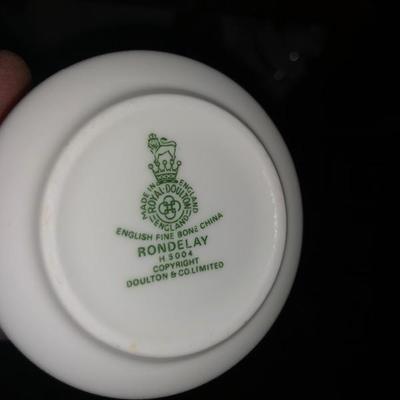 MADE IN ENGLAND
ROYAL·DOULTON
ENGLAND
ENGLISH FINE BONE CHINA
RONDELAY
H 5004
COPYRIGHT
DOULTON & CO.LIMITED